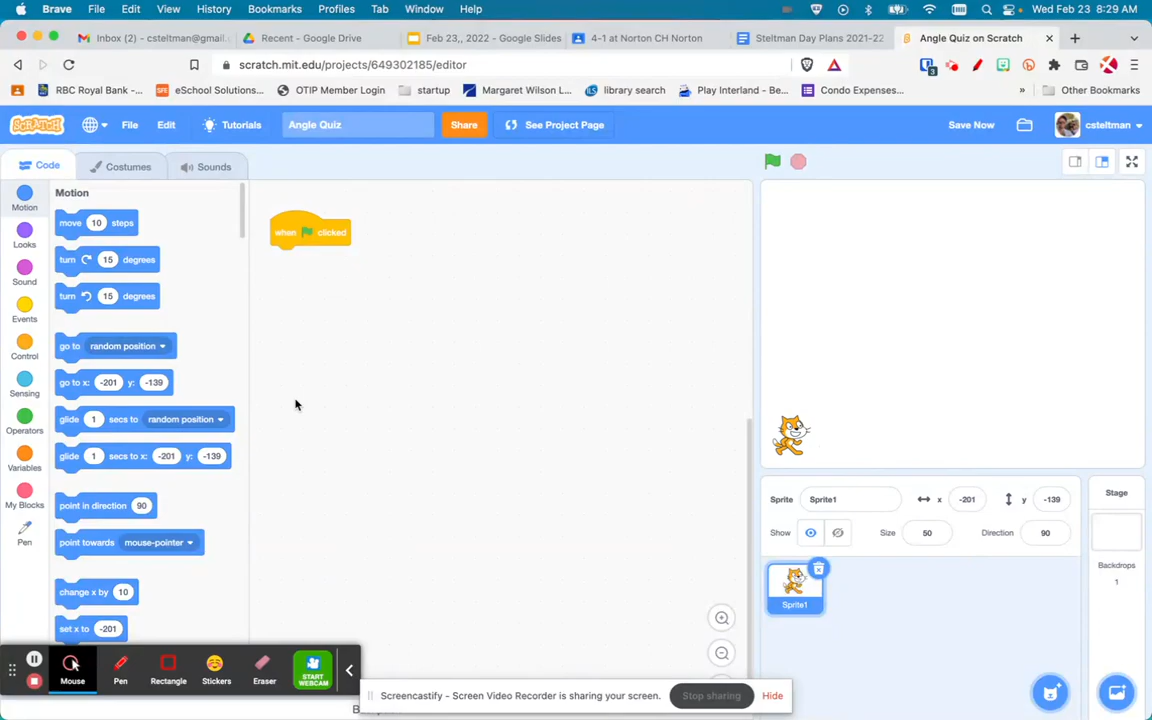 Brave File Edit View History Bookmarks Profiles Tab Window Help Wed Feb 23 8:29 AM
Inbox (2) - csteltman@gmail. Recent - Google Drive Feb 23,, 2022 - Google Slides 4-1 at Norton CH Norton Steltman Day Plans 2021-22 Angle Quiz on Scratch
scratch.mit.edu/projects/649302185/editor 3
RBC Royal Bank -... eSchool Solutions... OTIP Member Login startup Margaret Wilson L... library search Play Interland - Be... Condo Expenses... » Other Bookmarks
SCRATCH File Edit Tutorials Angle Quiz Share See Project Page Save Now csteltman
Code Costumes Sounds
Motion
Looks
Sound
Events
Control
Sensing
Operators
Variables
My Blocks
Pen
Motion
move 10 steps
turn 15 degrees
turn 15 degrees
go to random position
go to x: -201 y: -139
glide 1 secs to random position
glide 1 secs to x: -201 y: -139
point in direction 90
point towards mouse-pointer
change x by 10
set x to -201
when clicked
Sprite Sprite1 x -201 y -139
Show Size 50 Direction 90
Sprite1
Stage
Backdrops
1
Mouse Pen Rectangle Stickers Eraser START WEBCAM
Screencastify - Screen Video Recorder is sharing your screen. Stop sharing Hide